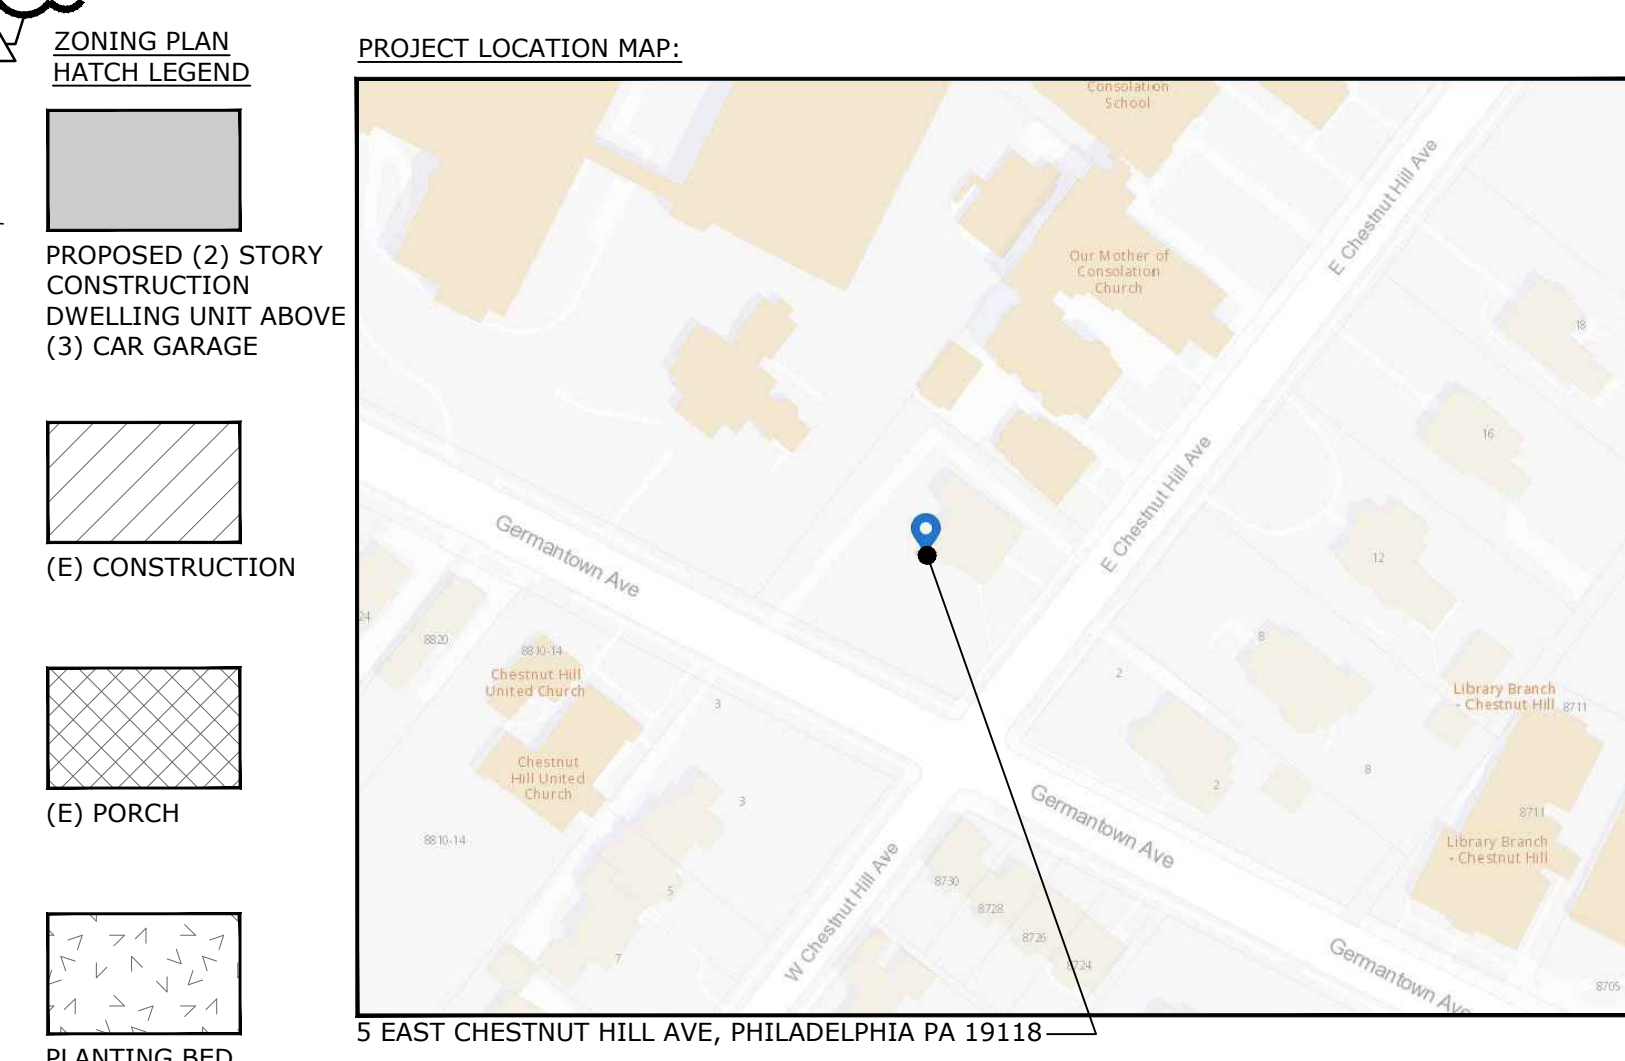 ZONING PLAN
HATCH LEGEND
PROPOSED (2) STORY
CONSTRUCTION
DWELLING UNIT ABOVE
(3) CAR GARAGE
(E) CONSTRUCTION
(E) PORCH
PLANTING BED
PROJECT LOCATION MAP:
Consolation
School
E Chestnut Hill Ave
Our Mother of
Consolation
Church
18
16
E Chestnut Hill Ave
Germantown Ave
12
24
8820
8810-14
Chestnut Hill
United Church
8
2
3
Library Branch
- Chestnut Hill
8711
Chestnut
Hill United
Church
3
8
2
Germantown Ave
8711
Library Branch
- Chestnut Hill
8810-14
W Chestnut Hill Ave
5
8730
8728
8726
8724
7
Germantown Ave
8705
5 EAST CHESTNUT HILL AVE, PHILADELPHIA PA 19118